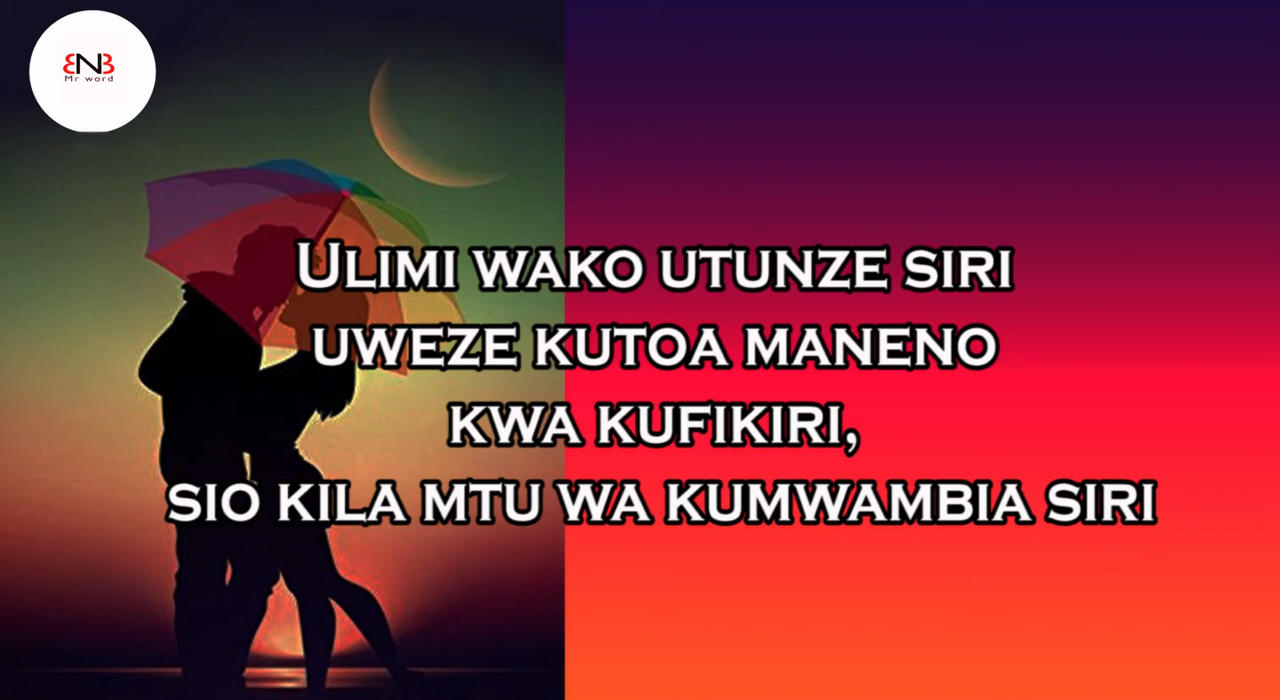 ENB
Mr word
ULIMI WAKO UTUNZE SIRI
UWEZE KUTOA MANENO
KWA KUFIKIRI,
SIO KILA MTU WA KUMWAMBIA SIRI